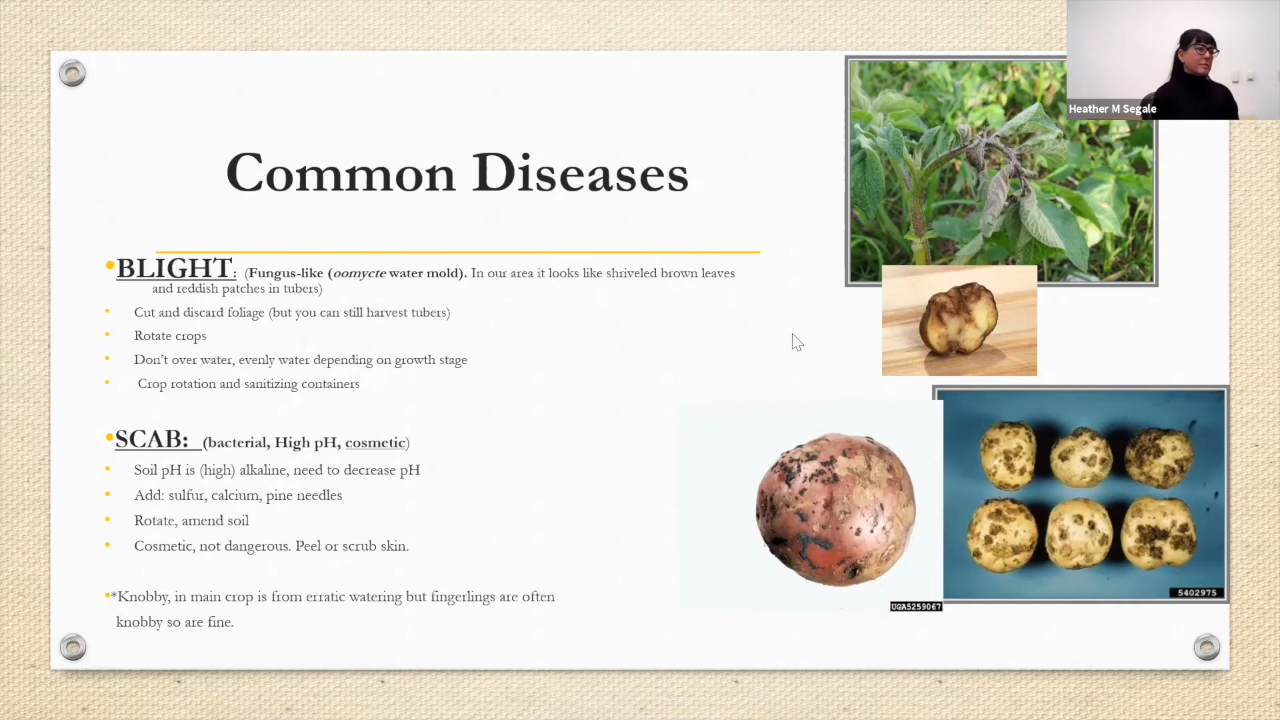 Heather M Segale
Common Diseases
•BLIGHT: (Fungus-like (oomycte water mold). In our area it looks like shriveled brown leaves
and reddish patches in tubers)
• Cut and discard foliage (but you can still harvest tubers)
• Rotate crops
• Don't over water, evenly water depending on growth stage
• Crop rotation and sanitizing containers
•SCAB: (bacterial, High pH, cosmetic)
• Soil pH is (high) alkaline, need to decrease pH
• Add: sulfur, calcium, pine needles
• Rotate, amend soil
• Cosmetic, not dangerous. Peel or scrub skin.
•*Knobby, in main crop is from erratic watering but fingerlings are often
knobby so are fine.
UGA5259067
5402975